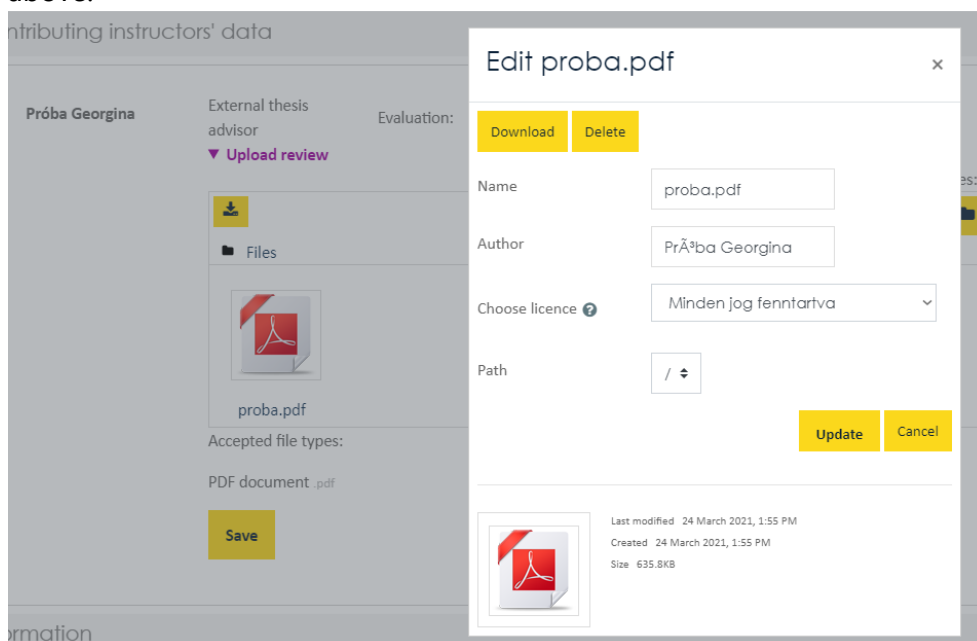 above.
ntributing instructors' data
Próba Georgina
External thesis
advisor
▼ Upload review
Evaluation:
Files
proba.pdf
Accepted file types:
PDF document .pdf
Save
ormation
es:
Edit proba.pdf ×
Download Delete
Name proba.pdf
Author PrÃ³ba Georgina
Choose licence Minden jog fenntartva
Path /
Update Cancel
Last modified 24 March 2021, 1:55 PM
Created 24 March 2021, 1:55 PM
Size 635.8KB